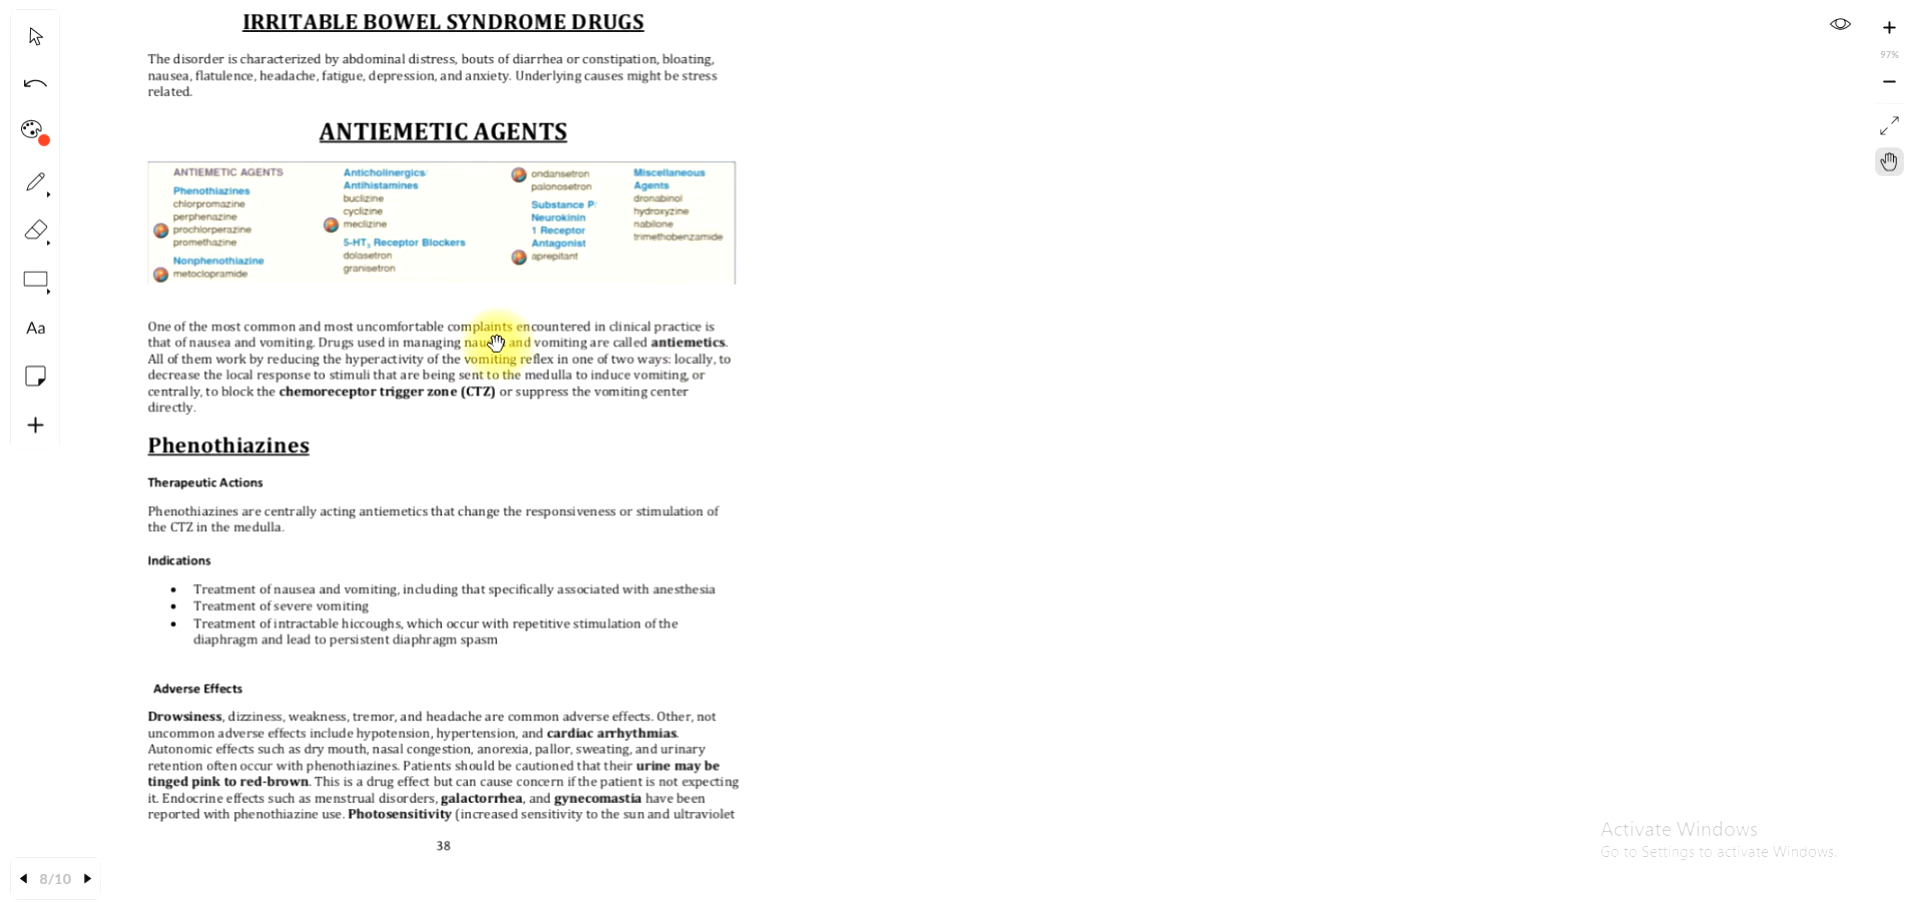 IRRITABLE BOWEL SYNDROME DRUGS
The disorder is characterized by abdominal distress, bouts of diarrhea or constipation, bloating,
nausea, flatulence, headache, fatigue, depression, and anxiety. Underlying causes might be stress
related.
ANTIEMETIC AGENTS
ANTIEMETIC AGENTS
Phenothiazines
chlorpromazine
perphenazine
prochlorperazine
promethazine
Nonphenothiazine
metoclopramide
Anticholinergics/
Antihistamines
buclizine
cyclizine
meclizine
5-HT₃ Receptor Blockers
dolasetron
granisetron
ondansetron
palonosetron
Substance P/
Neurokinin
1 Receptor
Antagonist
aprepitant
Miscellaneous
Agents
dronabinol
hydroxyzine
nabilone
trimethobenzamide
One of the most common and most uncomfortable complaints encountered in clinical practice is
that of nausea and vomiting. Drugs used in managing nausea and vomiting are called antiemetics.
All of them work by reducing the hyperactivity of the vomiting reflex in one of two ways: locally, to
decrease the local response to stimuli that are being sent to the medulla to induce vomiting, or
centrally, to block the chemoreceptor trigger zone (CTZ) or suppress the vomiting center
directly.
Phenothiazines
Therapeutic Actions
Phenothiazines are centrally acting antiemetics that change the responsiveness or stimulation of
the CTZ in the medulla.
Indications
• Treatment of nausea and vomiting, including that specifically associated with anesthesia
• Treatment of severe vomiting
• Treatment of intractable hiccoughs, which occur with repetitive stimulation of the
diaphragm and lead to persistent diaphragm spasm
Adverse Effects
Drowsiness, dizziness, weakness, tremor, and headache are common adverse effects. Other, not
uncommon adverse effects include hypotension, hypertension, and cardiac arrhythmias.
Autonomic effects such as dry mouth, nasal congestion, anorexia, pallor, sweating, and urinary
retention often occur with phenothiazines. Patients should be cautioned that their urine may be
tinged pink to red-brown. This is a drug effect but can cause concern if the patient is not expecting
it. Endocrine effects such as menstrual disorders, galactorrhea, and gynecomastia have been
reported with phenothiazine use. Photosensitivity (increased sensitivity to the sun and ultraviolet
38
Aa
8/10
97%
Activate Windows
Go to Settings to activate Windows.